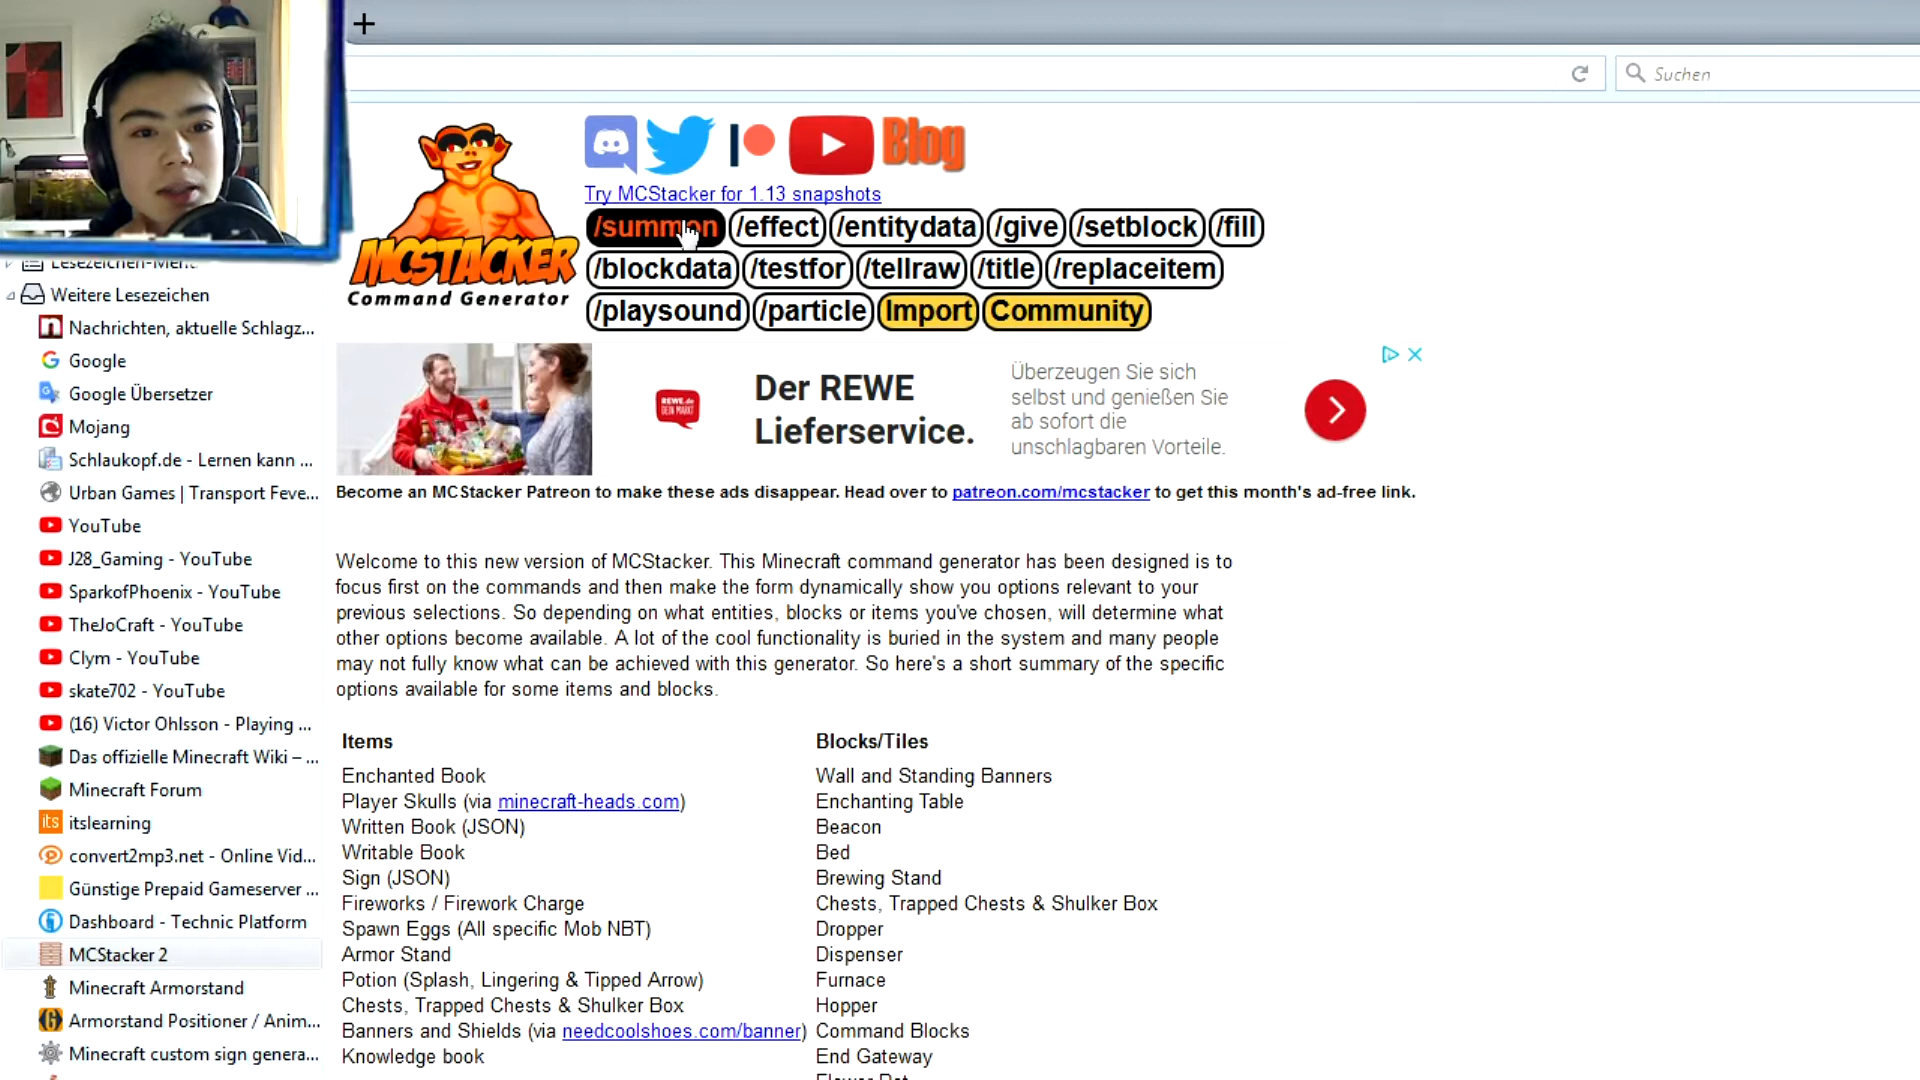 +
Suchen
MCSTACKER
Command Generator
Blog
Try MCStacker for 1.13 snapshots
/summon /effect /entitydata /give /setblock /fill
/blockdata /testfor /tellraw /title /replaceitem
/playsound /particle Import Community
REWE.de
DEIN MARKT
Der REWE
Lieferservice.
Überzeugen Sie sich
selbst und genießen Sie
ab sofort die
unschlagbaren Vorteile.
Become an MCStacker Patreon to make these ads disappear. Head over to patreon.com/mcstacker to get this month's ad-free link.
Welcome to this new version of MCStacker. This Minecraft command generator has been designed is to
focus first on the commands and then make the form dynamically show you options relevant to your
previous selections. So depending on what entities, blocks or items you've chosen, will determine what
other options become available. A lot of the cool functionality is buried in the system and many people
may not fully know what can be achieved with this generator. So here's a short summary of the specific
options available for some items and blocks.
Items
Enchanted Book
Player Skulls (via minecraft-heads.com)
Written Book (JSON)
Writable Book
Sign (JSON)
Fireworks / Firework Charge
Spawn Eggs (All specific Mob NBT)
Armor Stand
Potion (Splash, Lingering & Tipped Arrow)
Chests, Trapped Chests & Shulker Box
Banners and Shields (via needcoolshoes.com/banner)
Knowledge book
Blocks/Tiles
Wall and Standing Banners
Enchanting Table
Beacon
Bed
Brewing Stand
Chests, Trapped Chests & Shulker Box
Dropper
Dispenser
Furnace
Hopper
Command Blocks
End Gateway
Weitere Lesezeichen
Nachrichten, aktuelle Schlagz...
Google
Google Übersetzer
Mojang
Schlaukopf.de - Lernen kann ...
Urban Games | Transport Feve...
YouTube
J28_Gaming - YouTube
SparkofPhoenix - YouTube
TheJoCraft - YouTube
Clym - YouTube
skate702 - YouTube
(16) Victor Ohlsson - Playing ...
Das offizielle Minecraft Wiki – ...
Minecraft Forum
its itslearning
convert2mp3.net - Online Vid...
Günstige Prepaid Gameserver ...
Dashboard - Technic Platform
MCStacker 2
Minecraft Armorstand
Armorstand Positioner / Anim...
Minecraft custom sign genera...